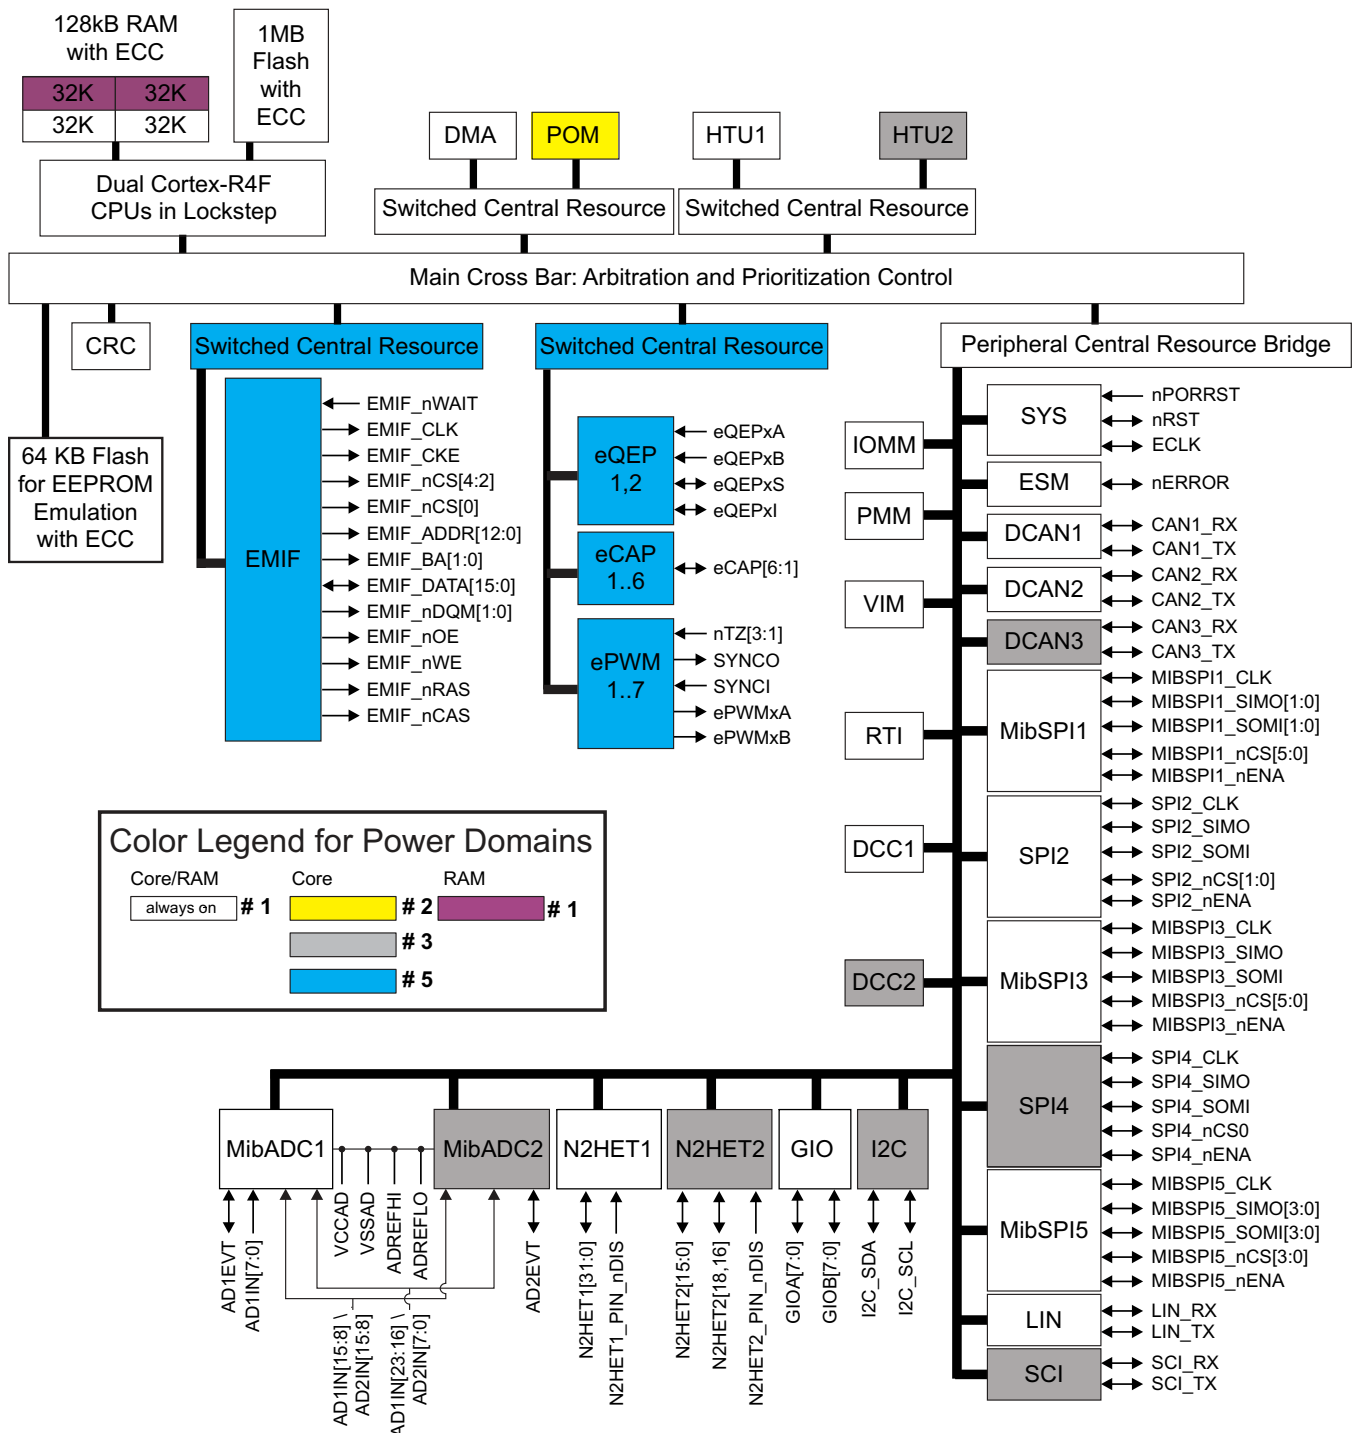 128kB RAM
with ECC
32K
32K
32K
32K
1MB
Flash
with
ECC
Dual Cortex-R4F
CPUs in Lockstep
DMA
POM
HTU1
HTU2
Switched Central Resource
Switched Central Resource
Main Cross Bar: Arbitration and Prioritization Control
CRC
Switched Central Resource
Switched Central Resource
Peripheral Central Resource Bridge
64 KB Flash
for EEPROM
Emulation
with ECC
EMIF
EMIF_nWAIT
EMIF_CLK
EMIF_CKE
EMIF_nCS[4:2]
EMIF_nCS[0]
EMIF_ADDR[12:0]
EMIF_BA[1:0]
EMIF_DATA[15:0]
EMIF_nDQM[1:0]
EMIF_nOE
EMIF_nWE
EMIF_nRAS
EMIF_nCAS
eQEP
1,2
eQEPxA
eQEPxB
eQEPxS
eQEPxI
eCAP
1..6
eCAP[6:1]
ePWM
1..7
nTZ[3:1]
SYNCO
SYNCI
ePWMxA
ePWMxB
IOMM
PMM
VIM
RTI
DCC1
DCC2
SYS
nPORRST
nRST
ECLK
ESM
nERROR
DCAN1
CAN1_RX
CAN1_TX
DCAN2
CAN2_RX
CAN2_TX
DCAN3
CAN3_RX
CAN3_TX
MibSPI1
MIBSPI1_CLK
MIBSPI1_SIMO[1:0]
MIBSPI1_SOMI[1:0]
MIBSPI1_nCS[5:0]
MIBSPI1_nENA
SPI2
SPI2_CLK
SPI2_SIMO
SPI2_SOMI
SPI2_nCS[1:0]
SPI2_nENA
MibSPI3
MIBSPI3_CLK
MIBSPI3_SIMO
MIBSPI3_SOMI
MIBSPI3_nCS[5:0]
MIBSPI3_nENA
SPI4
SPI4_CLK
SPI4_SIMO
SPI4_SOMI
SPI4_nCS0
SPI4_nENA
MibSPI5
MIBSPI5_CLK
MIBSPI5_SIMO[3:0]
MIBSPI5_SOMI[3:0]
MIBSPI5_nCS[3:0]
MIBSPI5_nENA
LIN
LIN_RX
LIN_TX
SCI
SCI_RX
SCI_TX
Color Legend for Power Domains
Core/RAM
Core
RAM
always on
# 1
# 2
# 1
# 3
# 5
MibADC1
MibADC2
N2HET1
N2HET2
GIO
I2C
AD1EVT
AD1IN[7:0]
VCCAD
VSSAD
ADREFHI
ADREFLO
AD1IN[15:8] \
AD2IN[15:8]
AD1IN[23:16] \
AD2IN[7:0]
AD2EVT
N2HET1[31:0]
N2HET1_PIN_nDIS
N2HET2[15:0]
N2HET2[18,16]
N2HET2_PIN_nDIS
GIOA[7:0]
GIOB[7:0]
I2C_SDA
I2C_SCL